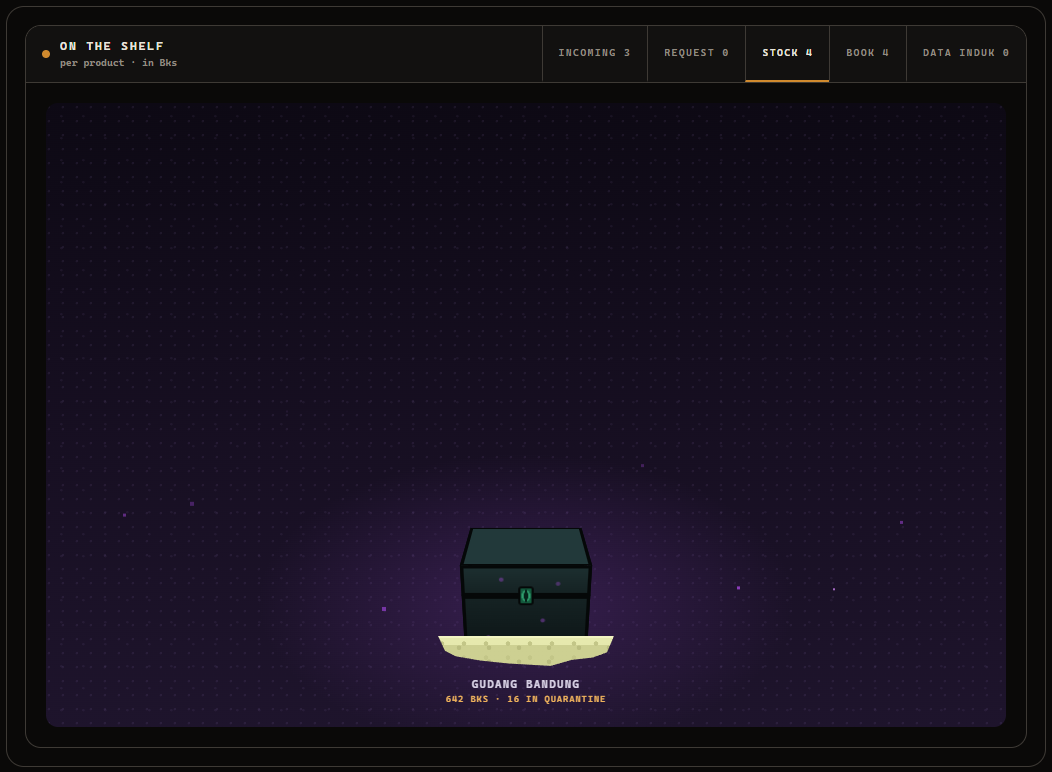 ON THE SHELF
per product · in Bks
INCOMING 3
REQUEST 0
STOCK 4
BOOK 4
DATA INDUK 0
GUDANG BANDUNG
642 BKS · 16 IN QUARANTINE